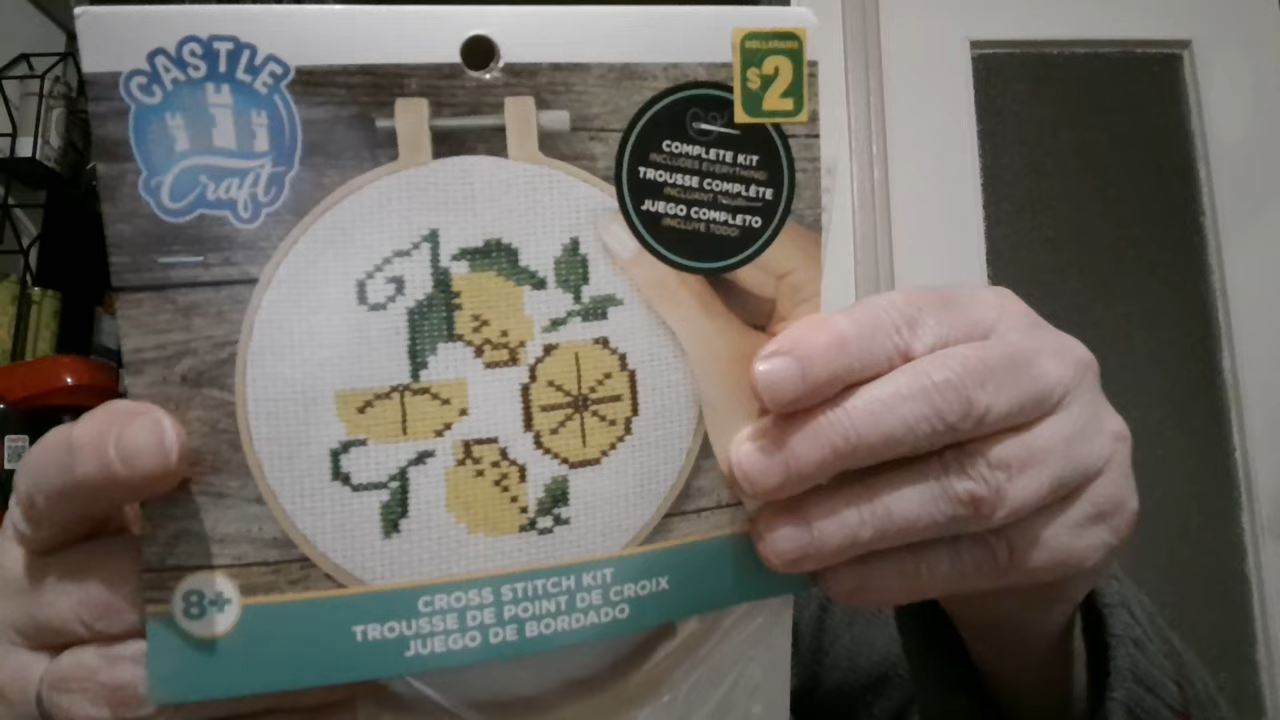 CASTLE
Craft
DOLLARAMA
$2
COMPLETE KIT
INCLUDES EVERYTHING!
TROUSSE COMPLÈTE
INCLUANT
JUEGO COMPLETO
¡INCLUYE TODO!
8+
CROSS STITCH KIT
TROUSSE DE POINT DE CROIX
JUEGO DE BORDADO